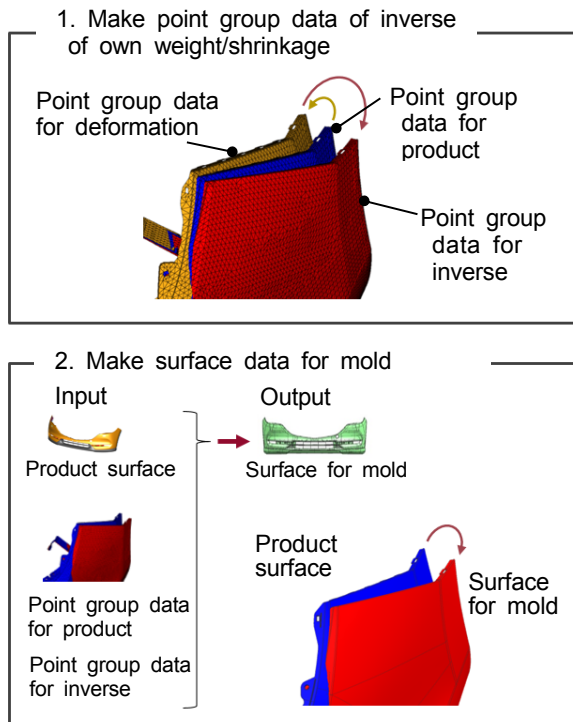 1. Make point group data of inverse
of own weight/shrinkage
Point group data
for deformation
Point group
data for
product
Point group
data for
inverse
2. Make surface data for mold
Input
Output
Product surface
Surface for mold
Point group data
for product
Point group data
for inverse
Product
surface
Surface
for mold